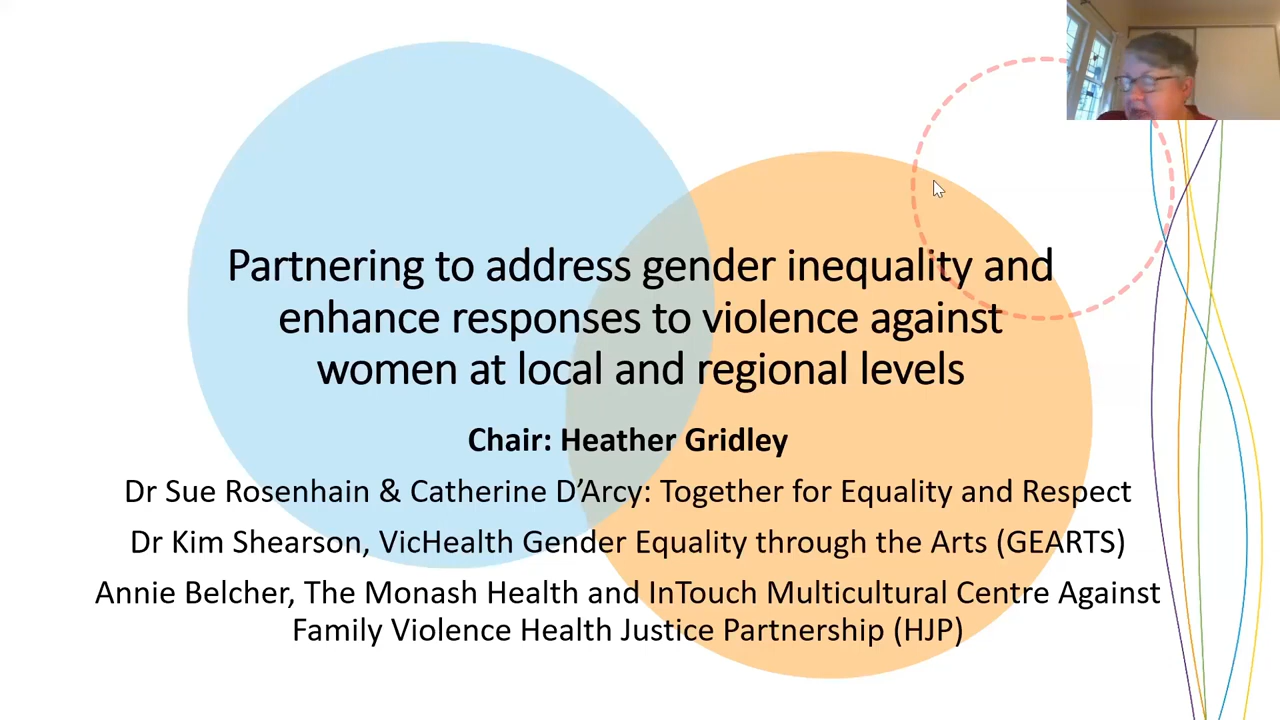 Partnering to address gender inequality and
enhance responses to violence against
women at local and regional levels
Chair: Heather Gridley
Dr Sue Rosenhain & Catherine D’Arcy: Together for Equality and Respect
Dr Kim Shearson, VicHealth Gender Equality through the Arts (GEARTS)
Annie Belcher, The Monash Health and InTouch Multicultural Centre Against
Family Violence Health Justice Partnership (HJP)